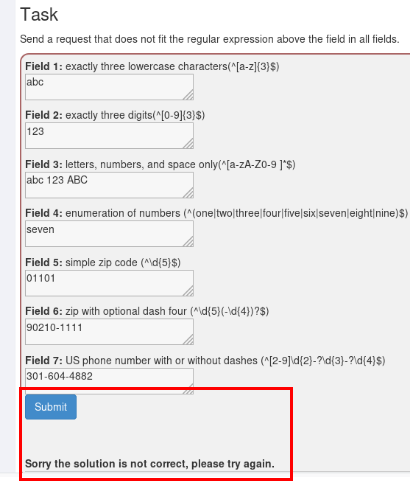 Task
Send a request that does not fit the regular expression above the field in all fields.
Field 1: exactly three lowercase characters(^[a-z]{3}$)
abc
Field 2: exactly three digits(^[0-9]{3}$)
123
Field 3: letters, numbers, and space only(^[a-zA-Z0-9 ]*$)
abc 123 ABC
Field 4: enumeration of numbers (^(one|two|three|four|five|six|seven|eight|nine)$)
seven
Field 5: simple zip code (^\d{5}$)
01101
Field 6: zip with optional dash four (^\d{5}(-\d{4})?$)
90210-1111
Field 7: US phone number with or without dashes (^[2-9]\d{2}-?\d{3}-?\d{4}$)
301-604-4882
Submit
Sorry the solution is not correct, please try again.